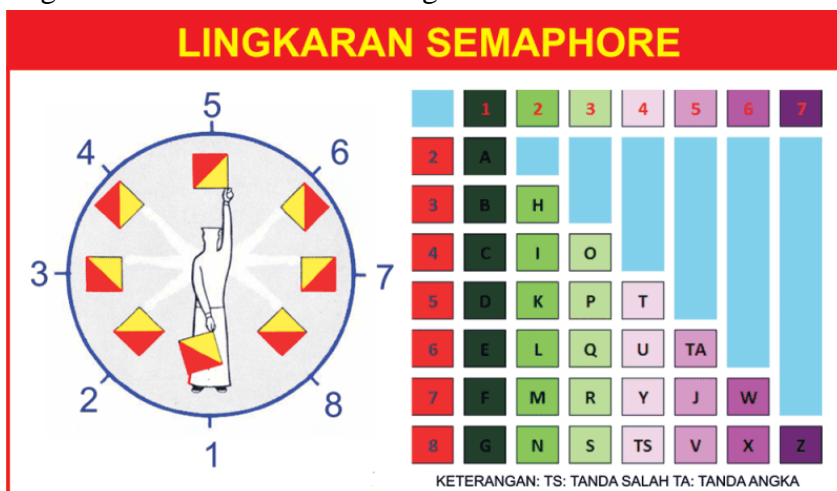 LINGKARAN SEMAPHORE
5
4 6
3 7
2 8
1
1 2 3 4 5 6 7
2 A
3 B H
4 C I O
5 D K P T
6 E L Q U TA
7 F M R Y J W
8 G N S TS V X Z
KETERANGAN: TS: TANDA SALAH TA: TANDA ANGKA